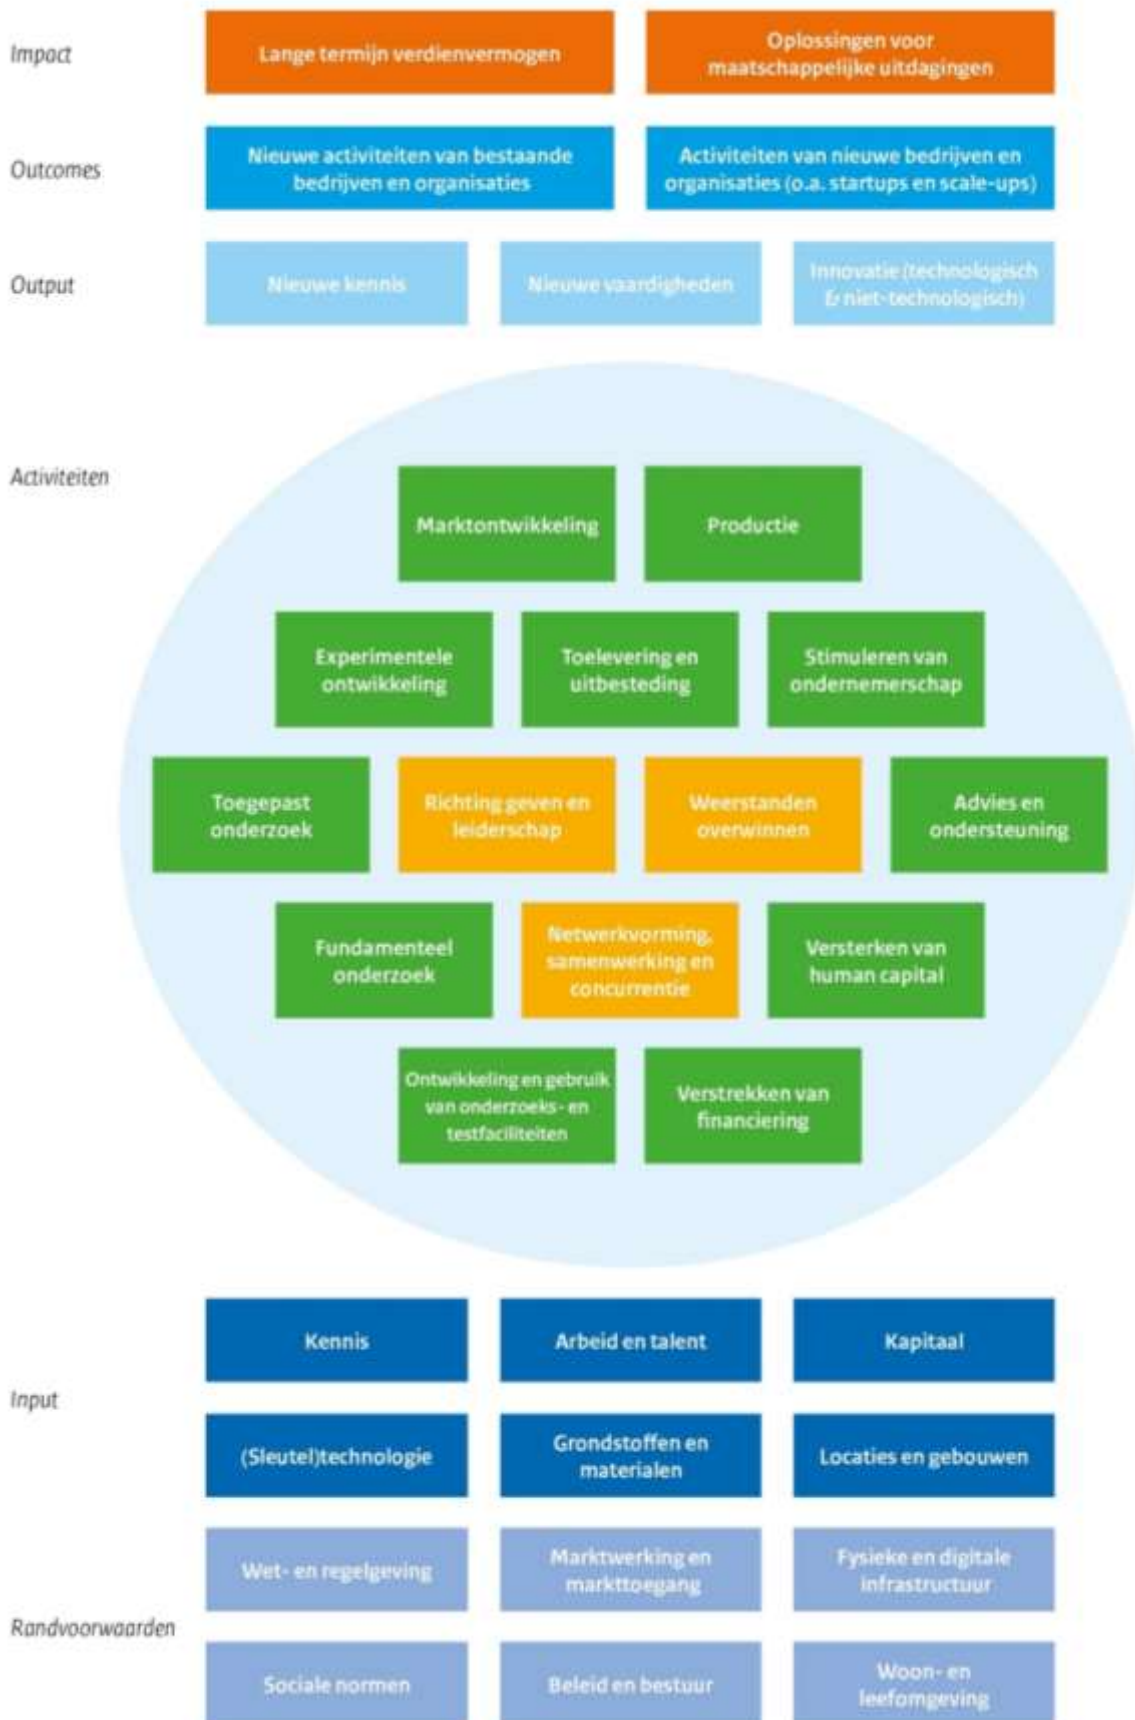 Impact
Lange termijn verdienvermogen
Oplossingen voor
maatschappelijke uitdagingen
Outcomes
Nieuwe activiteiten van bestaande
bedrijven en organisaties
Activiteiten van nieuwe bedrijven en
organisaties (o.a. startups en scale-ups)
Output
Nieuwe kennis
Nieuwe vaardigheden
Innovatie (technologisch
& niet-technologisch)
Activiteiten
Marktontwikkeling
Productie
Experimentele
ontwikkeling
Toelevering en
uitbesteding
Stimuleren van
ondernemerschap
Toegepast
onderzoek
Richting geven en
leiderschap
Weerstanden
overwinnen
Advies en
ondersteuning
Fundamenteel
onderzoek
Netwerkvorming,
samenwerking en
concurrentie
Versterken van
human capital
Ontwikkeling en gebruik
van onderzoeks- en
testfaciliteiten
Verstrekken van
financiering
Input
Kennis
Arbeid en talent
Kapitaal
(Sleutel)technologie
Grondstoffen en
materialen
Locaties en gebouwen
Randvoorwaarden
Wet- en regelgeving
Marktwerking en
markttoegang
Fysieke en digitale
infrastructuur
Sociale normen
Beleid en bestuur
Woon- en
leefomgeving